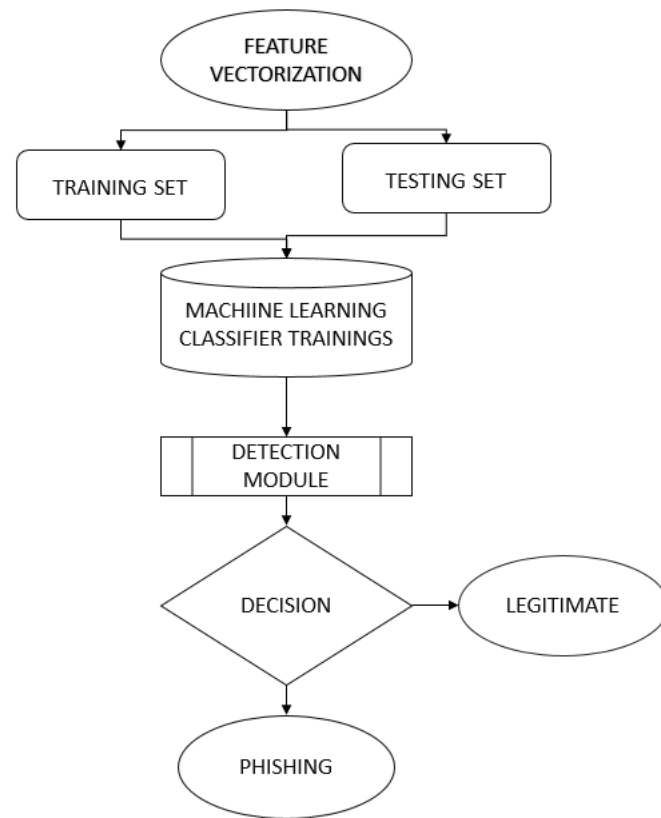 FEATURE
VECTORIZATION
TRAINING SET
TESTING SET
MACHIINE LEARNING
CLASSIFIER TRAININGS
DETECTION
MODULE
DECISION
LEGITIMATE
PHISHING